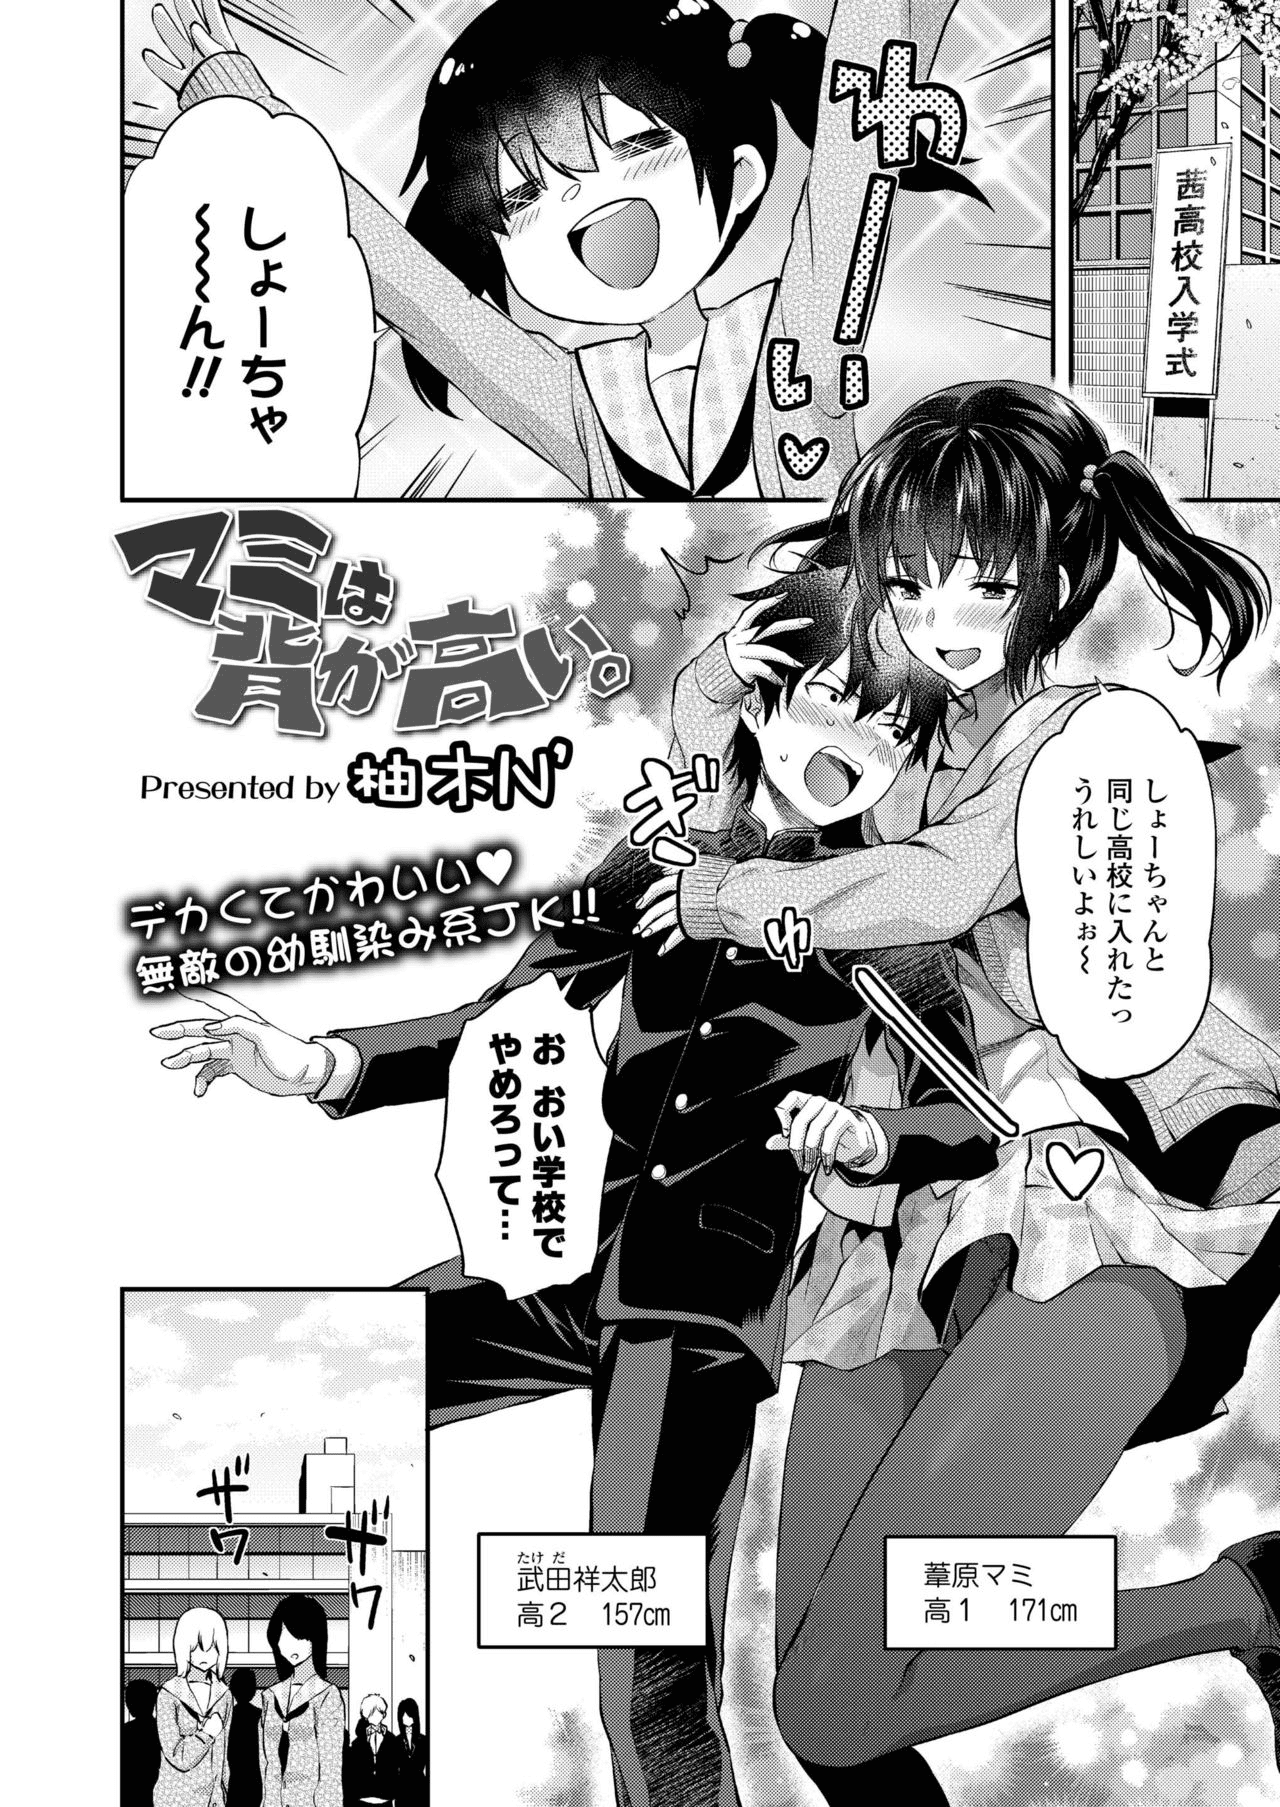 茜高校入学式
わーーい
しょーちゃ
～～～ん!!
しょーちゃんと
同じ高校に入れたっ
うれしいよぉ～
ぎ
ゅ
マミは
背が高い。
Presented by 柚木N'
デカくてかわいい♥
無敵の幼馴染み系JK!!
お おい学校で
やめろって…
葦原マミ
高1 171cm
たけ だ
武田祥太郎
高2 157cm
ザワ
ザワ